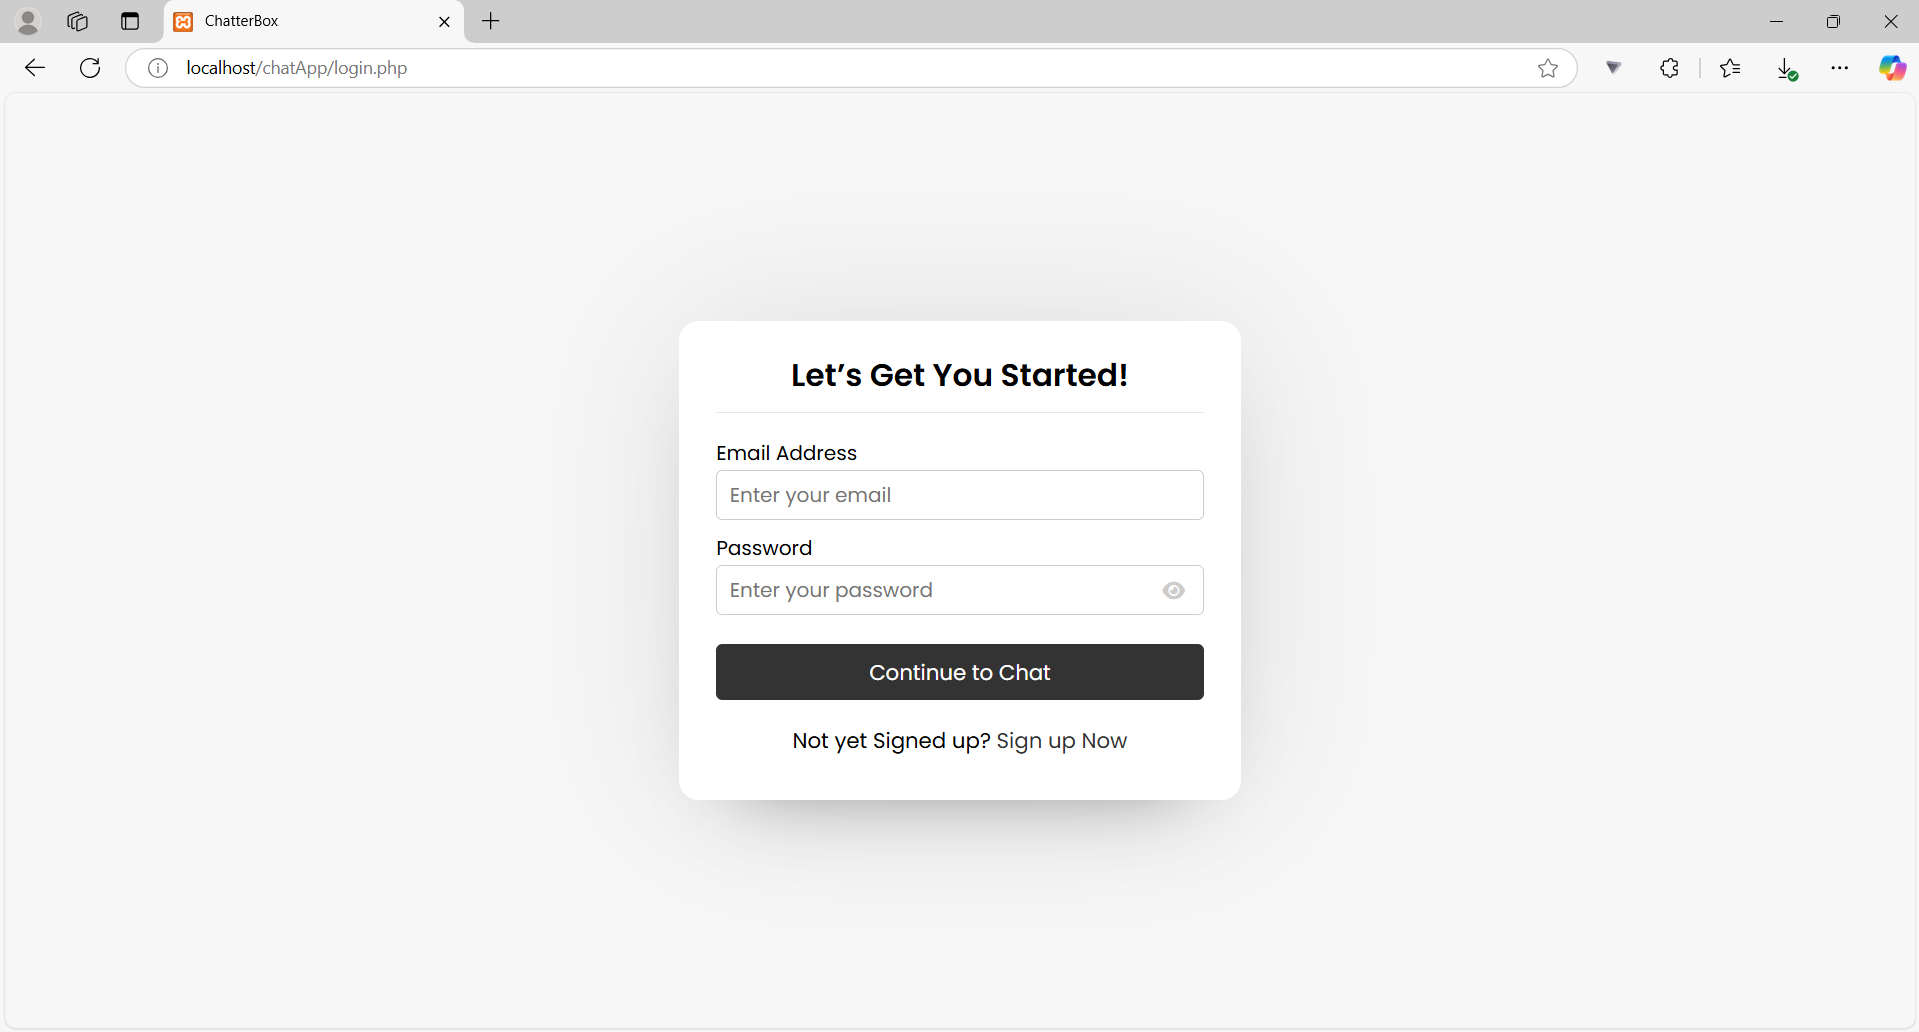 ChatterBox
localhost/chatApp/login.php
Let’s Get You Started!
Email Address
Enter your email
Password
Enter your password
Continue to Chat
Not yet Signed up? Sign up Now